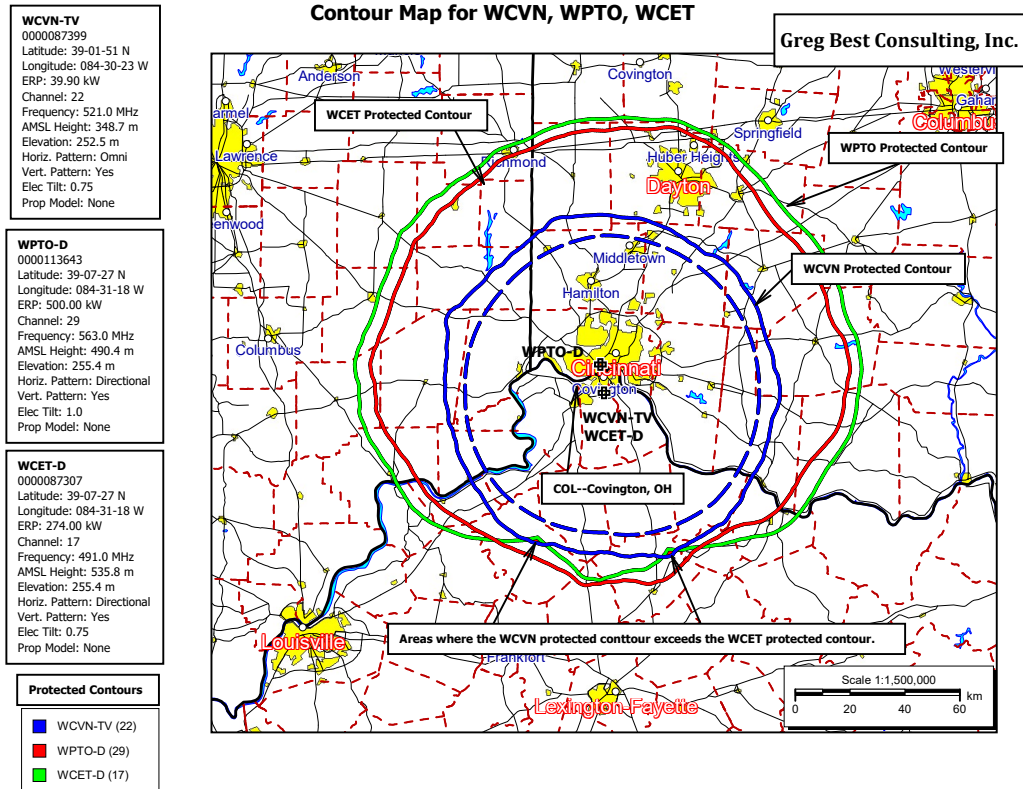 Contour Map for WCVN, WPTO, WCET
Greg Best Consulting, Inc.
WCVN-TV
0000087399
Latitude: 39-01-51 N
Longitude: 084-30-23 W
ERP: 39.90 kW
Channel: 22
Frequency: 521.0 MHz
AMSL Height: 348.7 m
Elevation: 252.5 m
Horiz. Pattern: Omni
Vert. Pattern: Yes
Elec Tilt: 0.75
Prop Model: None
WPTO-D
0000113643
Latitude: 39-07-27 N
Longitude: 084-31-18 W
ERP: 500.00 kW
Channel: 29
Frequency: 563.0 MHz
AMSL Height: 490.4 m
Elevation: 255.4 m
Horiz. Pattern: Directional
Vert. Pattern: Yes
Elec Tilt: 1.0
Prop Model: None
WCET-D
0000087307
Latitude: 39-07-27 N
Longitude: 084-31-18 W
ERP: 274.00 kW
Channel: 17
Frequency: 491.0 MHz
AMSL Height: 535.8 m
Elevation: 255.4 m
Horiz. Pattern: Directional
Vert. Pattern: Yes
Elec Tilt: 0.75
Prop Model: None
Protected Contours
WCVN-TV (22)
WPTO-D (29)
WCET-D (17)
Anderson
Covington
Westervi
Gahar
Columbu
armel
WCET Protected Contour
Springfield
Lawrence
Richmond
Huber Heights
WPTO Protected Contour
Dayton
eenwood
Middletown
WCVN Protected Contour
Hamilton
Columbus
WPTO-D
Cincinnati
Covington
WCVN-TV
WCET-D
COL--Covington, OH
Louisville
Areas where the WCVN protected conttour exceeds the WCET protected contour.
Frankfort
Lexington-Fayette
Scale 1:1,500,000
km
0 20 40 60